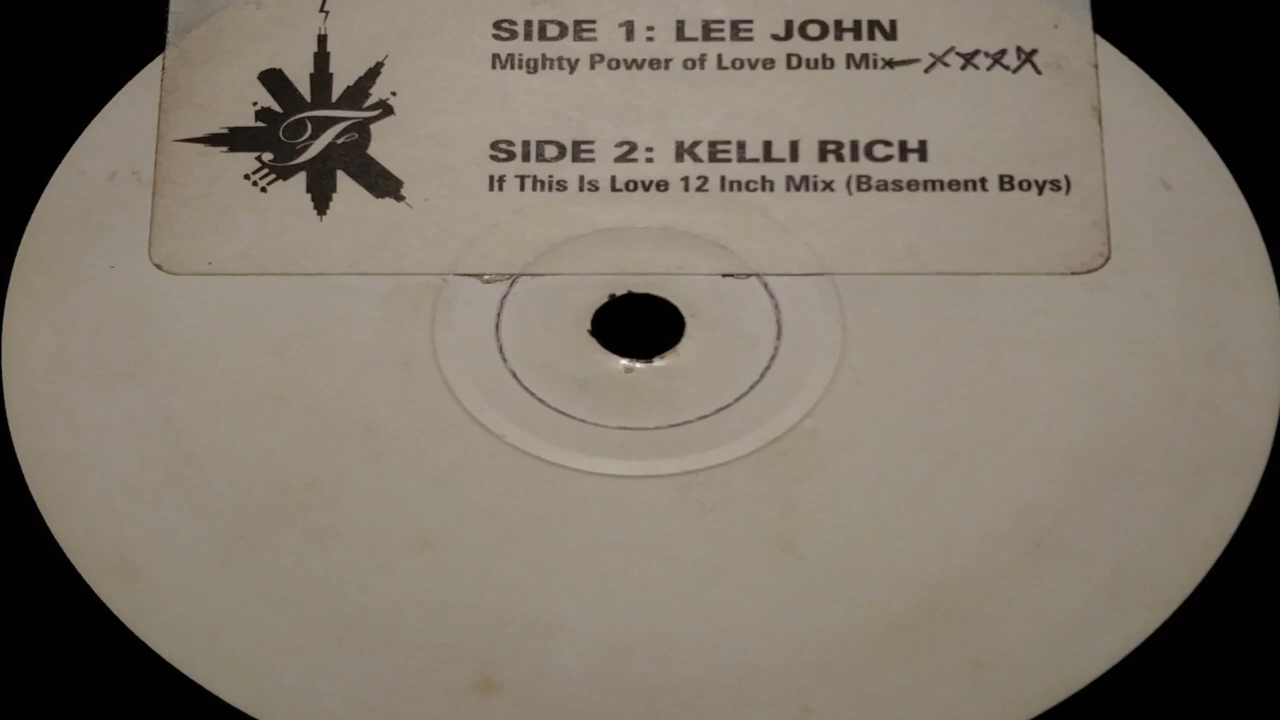 SIDE 1: LEE JOHN
Mighty Power of Love Dub Mix - XXXX
SIDE 2: KELLI RICH
If This Is Love 12 Inch Mix (Basement Boys)